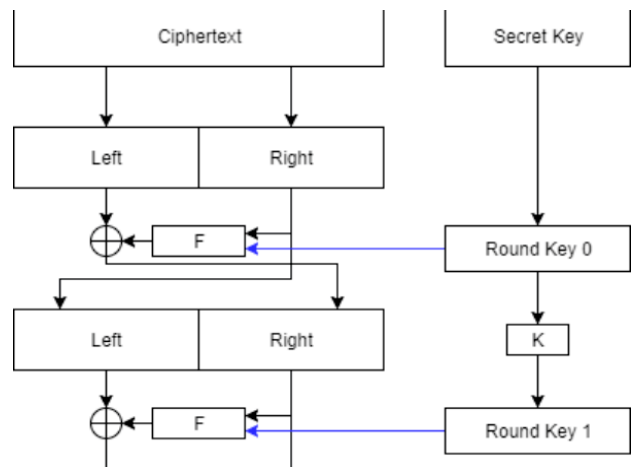 Ciphertext
Secret Key
Left
Right
F
Round Key 0
K
Left
Right
F
Round Key 1